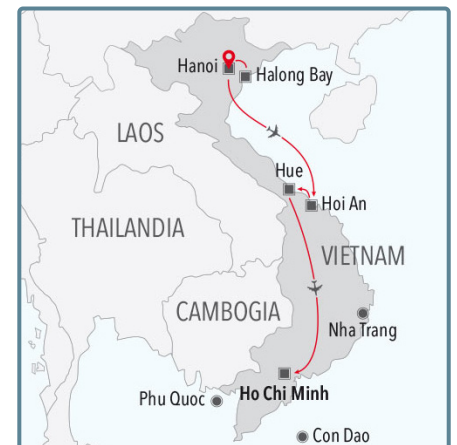 Hanoi
Halong Bay
LAOS
Hue
Hoi An
THAILANDIA
VIETNAM
CAMBOGIA
Nha Trang
Phu Quoc
Ho Chi Minh
Con Dao